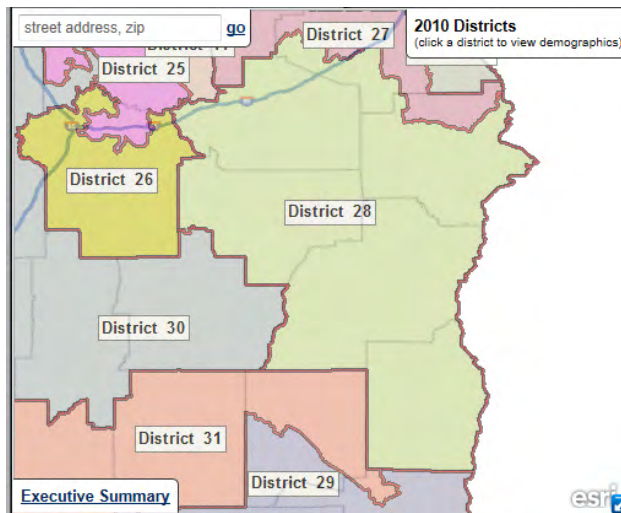 street address, zip
go
2010 Districts
(click a district to view demographics)
District 27
District 25
District 26
District 28
District 30
District 31
District 29
Executive Summary
esri